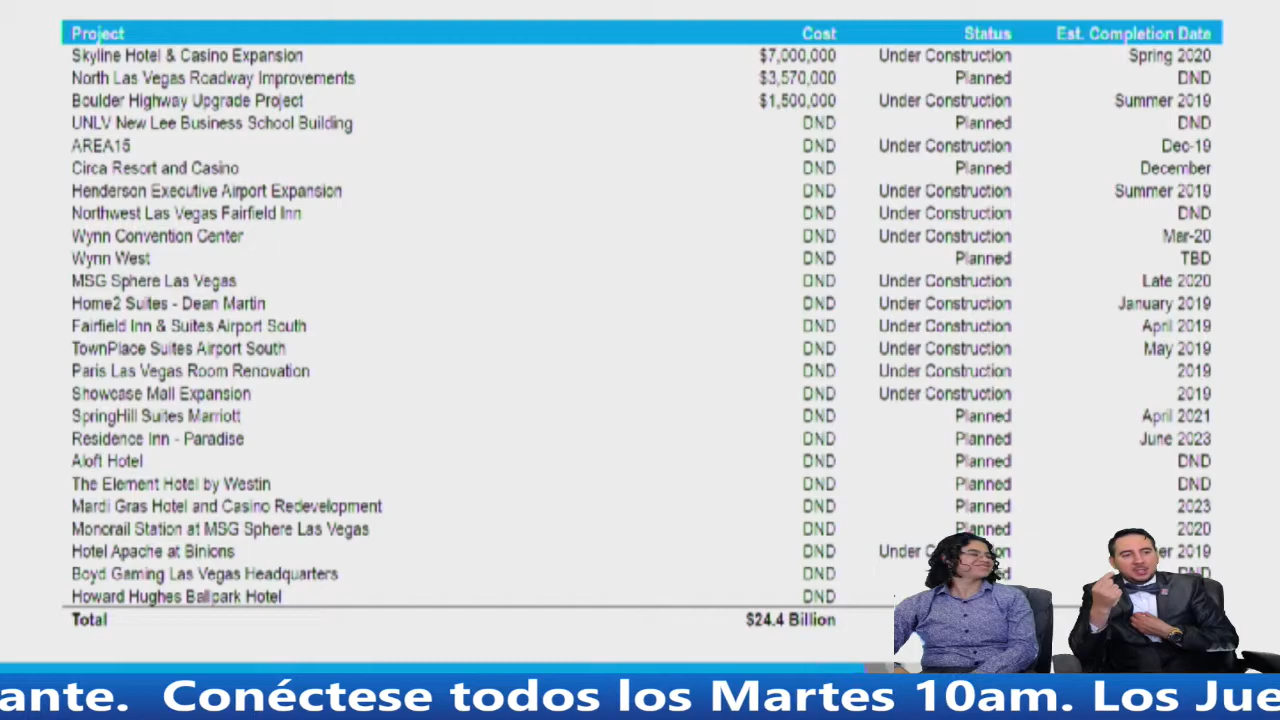 Project Cost Status Est. Completion Date
Skyline Hotel & Casino Expansion $7,000,000 Under Construction Spring 2020
North Las Vegas Roadway Improvements $3,570,000 Planned DND
Boulder Highway Upgrade Project $1,500,000 Under Construction Summer 2019
UNLV New Lee Business School Building DND Planned DND
AREA15 DND Under Construction Dec-19
Circa Resort and Casino DND Planned December
Henderson Executive Airport Expansion DND Under Construction Summer 2019
Northwest Las Vegas Fairfield Inn DND Under Construction DND
Wynn Convention Center DND Under Construction Mar-20
Wynn West DND Planned TBD
MSG Sphere Las Vegas DND Under Construction Late 2020
Home2 Suites - Dean Martin DND Under Construction January 2019
Fairfield Inn & Suites Airport South DND Under Construction April 2019
TownPlace Suites Airport South DND Under Construction May 2019
Paris Las Vegas Room Renovation DND Under Construction 2019
Showcase Mall Expansion DND Under Construction 2019
SpringHill Suites Marriott DND Planned April 2021
Residence Inn - Paradise DND Planned June 2023
Aloft Hotel DND Planned DND
The Element Hotel by Westin DND Planned DND
Mardi Gras Hotel and Casino Redevelopment DND Planned 2023
Monorail Station at MSG Sphere Las Vegas DND Planned 2020
Hotel Apache at Binions DND Under 2019
Boyd Gaming Las Vegas Headquarters DND DND
Howard Hughes Ballpark Hotel DND
Total $24.4 Billion
ante. Conéctese todos los Martes 10am. Los Jue